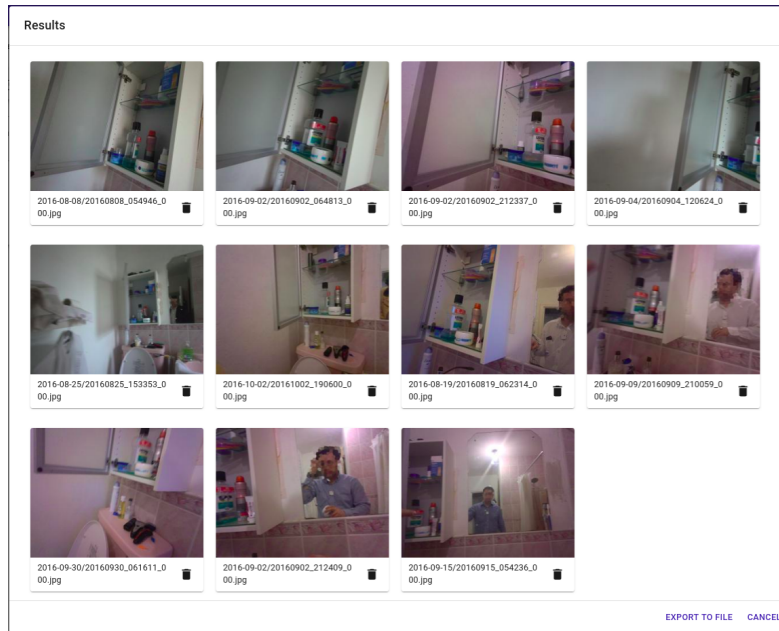 Results
2016-08-08/20160808_054946_0
00.jpg
2016-09-02/20160902_064813_0
00.jpg
2016-09-02/20160902_212337_0
00.jpg
2016-09-04/20160904_120624_0
00.jpg
2016-08-25/20160825_153353_0
00.jpg
2016-10-02/20161002_190600_0
00.jpg
2016-08-19/20160819_062314_0
00.jpg
2016-09-09/20160909_210059_0
00.jpg
2016-09-30/20160930_061611_0
00.jpg
2016-09-02/20160902_212409_0
00.jpg
2016-09-15/20160915_054236_0
00.jpg
EXPORT TO FILE CANCEL